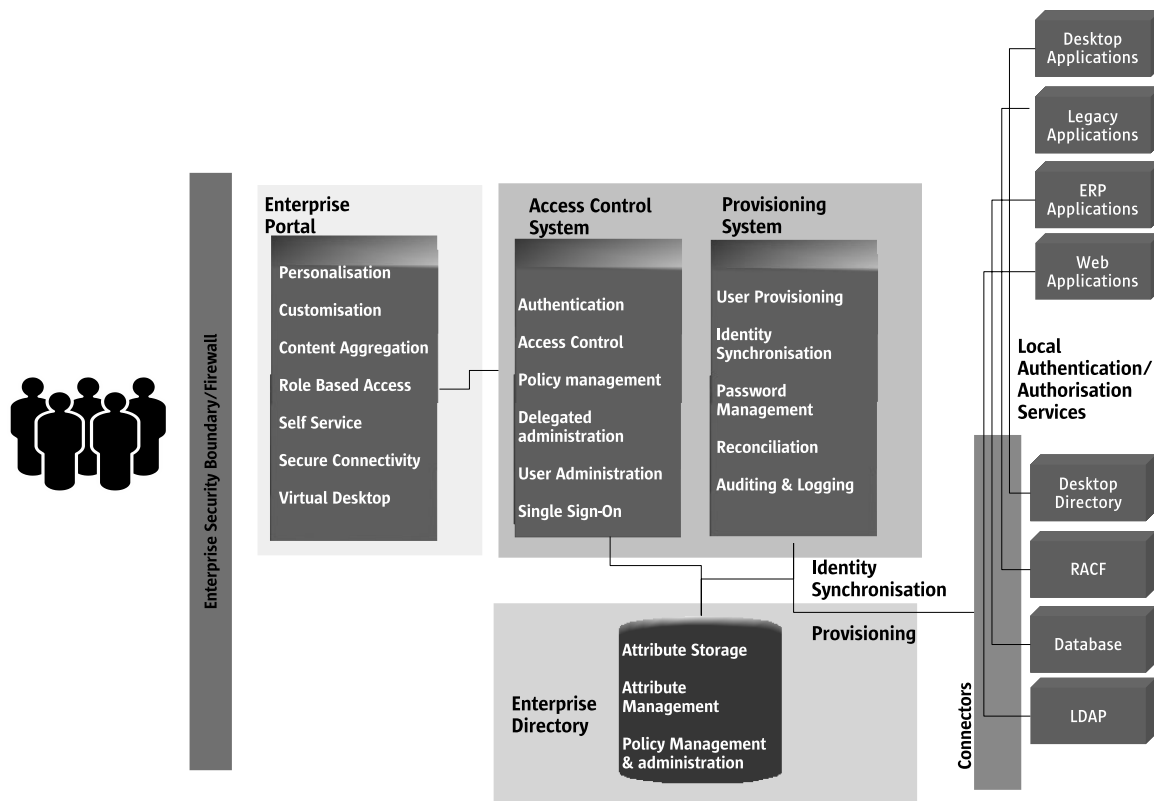 Enterprise Security Boundary/Firewall
Enterprise
Portal
Personalisation
Customisation
Content Aggregation
Role Based Access
Self Service
Secure Connectivity
Virtual Desktop
Access Control
System
Authentication
Access Control
Policy management
Delegated
administration
User Administration
Single Sign-On
Provisioning
System
User Provisioning
Identity
Synchronisation
Password
Management
Reconciliation
Auditing & Logging
Identity
Synchronisation
Provisioning
Enterprise
Directory
Attribute Storage
Attribute
Management
Policy Management
& administration
Desktop
Applications
Legacy
Applications
ERP
Applications
Web
Applications
Local
Authentication/
Authorisation
Services
Connectors
Desktop
Directory
RACF
Database
LDAP